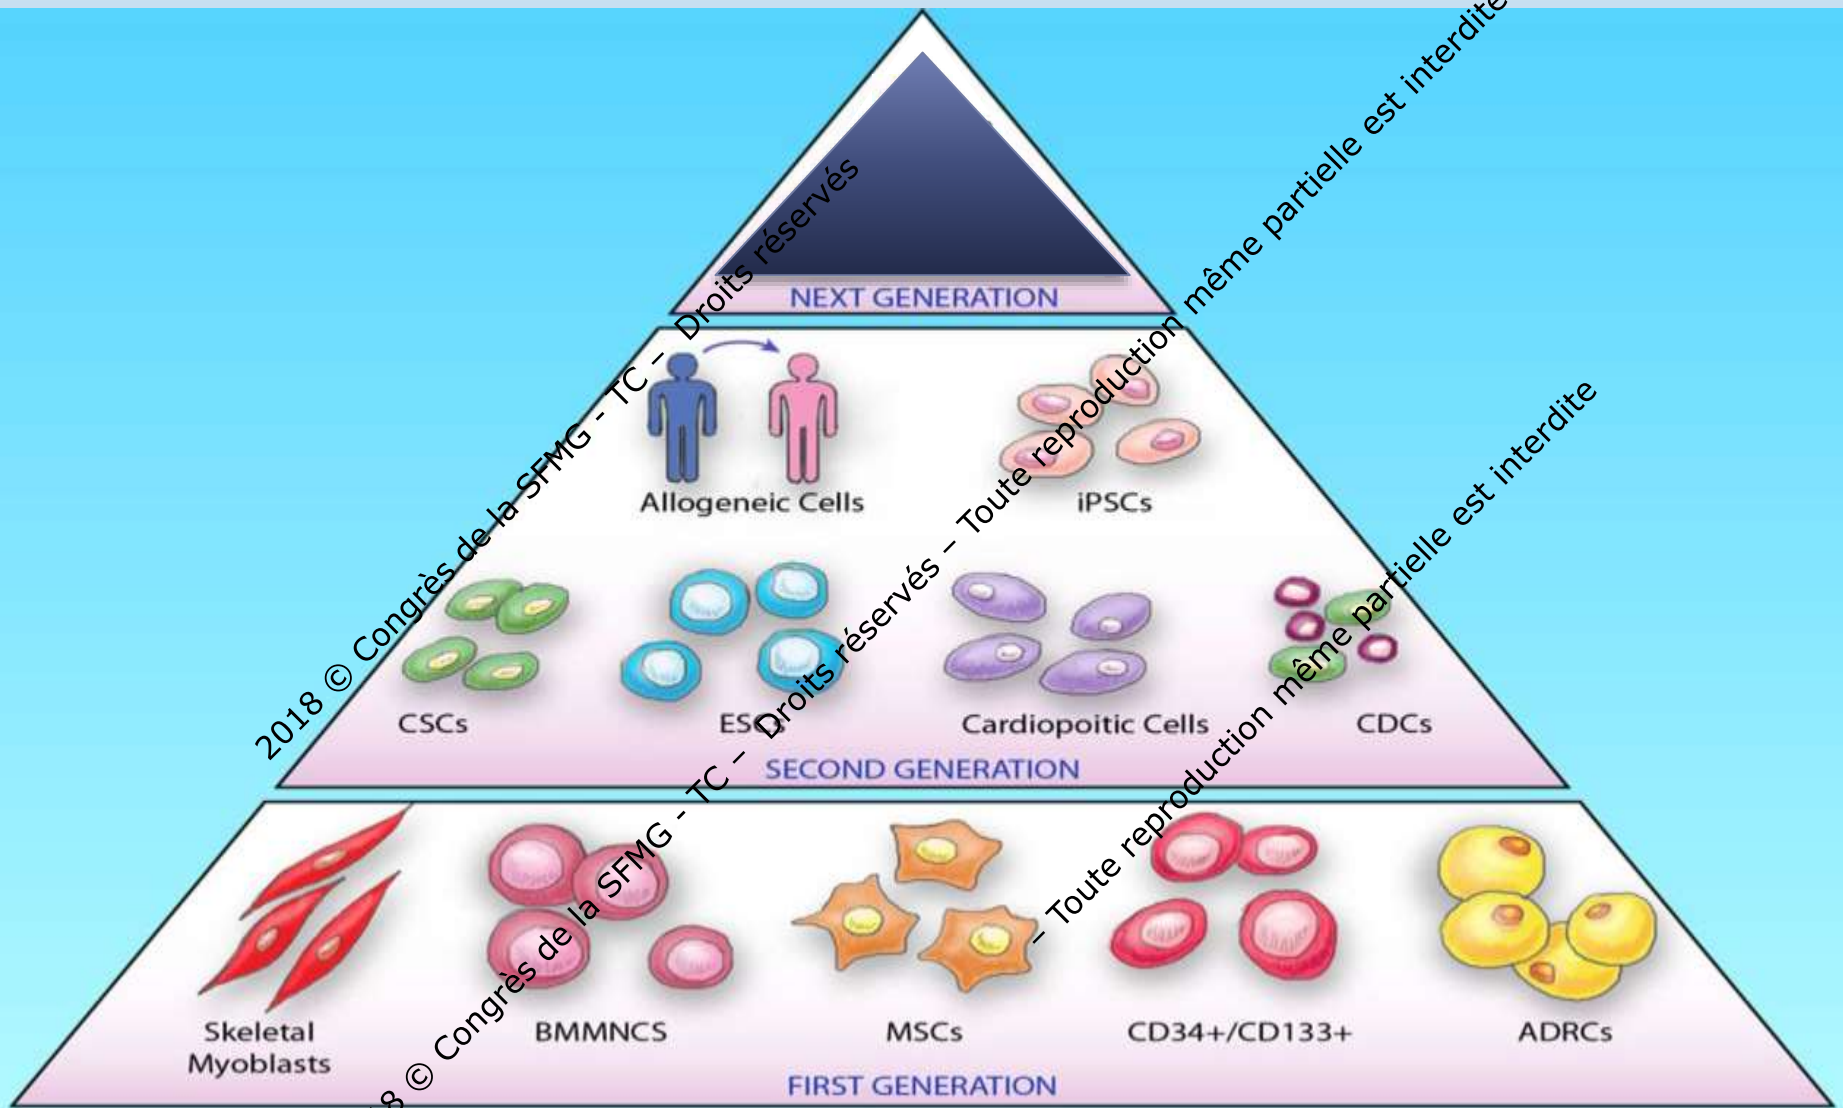 NEXT GENERATION
Allogeneic Cells
iPSCs
CSCs
ESCs
Cardiopoitic Cells
CDCs
SECOND GENERATION
Skeletal
Myoblasts
BMMNCS
MSCs
CD34+/CD133+
ADRCs
FIRST GENERATION
2018 © Congrès de la SFMG - TC – Droits réservés
8 © Congrès de la SFMG - TC – Droits réservés – Toute reproduction même partielle est interdite
– Toute reproduction même partielle est interdite